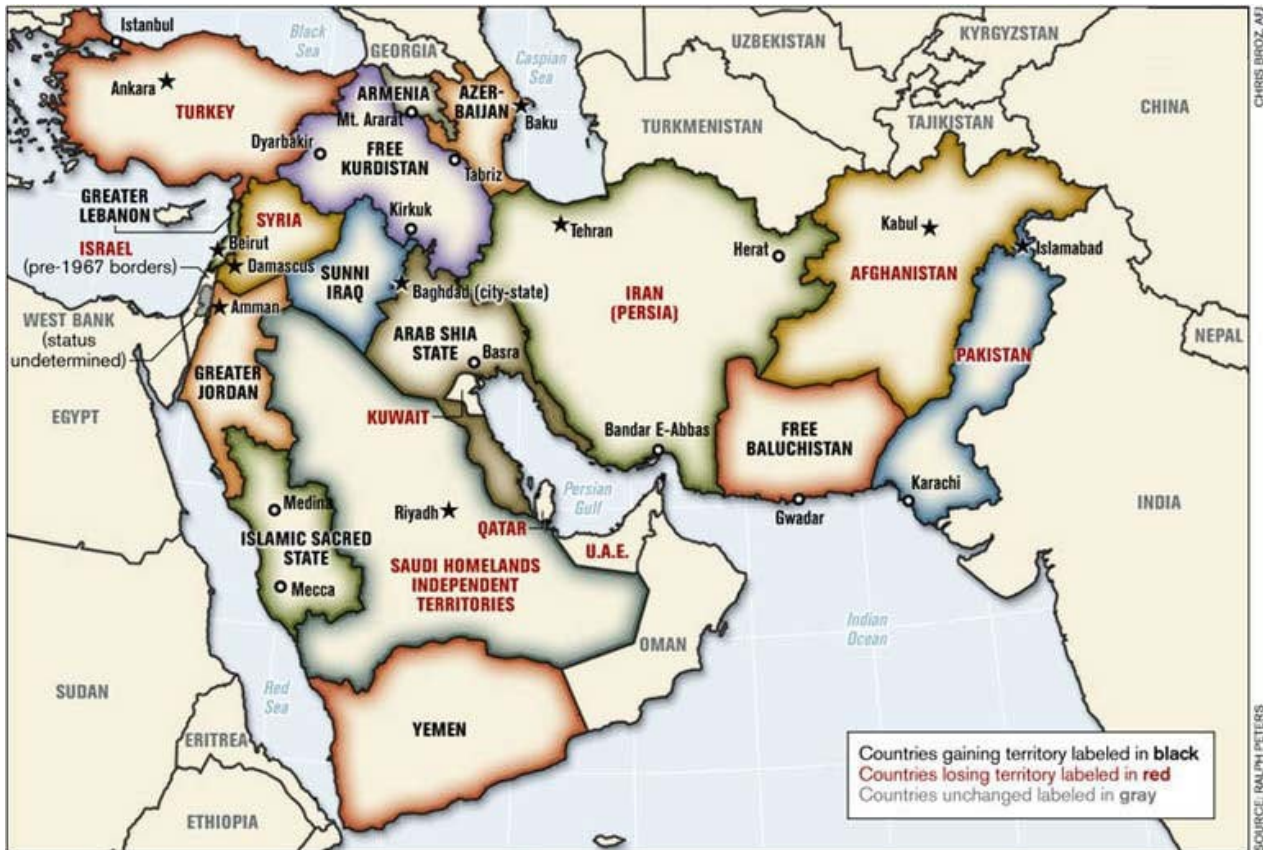 Istanbul
Black
Sea
GEORGIA
Caspian
Sea
UZBEKISTAN
KYRGYZSTAN
CHRIS BROZ, AFJ
Ankara
TURKEY
ARMENIA
Mt. Ararat
AZER-
BAIJAN
Baku
TURKMENISTAN
TAJIKISTAN
CHINA
Dyarbakir
FREE
KURDISTAN
Tabriz
GREATER
LEBANON
SYRIA
Kirkuk
Tehran
Herat
Kabul
Islamabad
ISRAEL
(pre-1967 borders)
Beirut
Damascus
SUNNI
IRAQ
Baghdad (city-state)
IRAN
(PERSIA)
AFGHANISTAN
Amman
WEST BANK
(status
undetermined)
ARAB SHIA
STATE
Basra
PAKISTAN
NEPAL
GREATER
JORDAN
EGYPT
KUWAIT
Bandar E-Abbas
FREE
BALUCHISTAN
Karachi
Gwadar
INDIA
Medina
Riyadh
Persian
Gulf
QATAR
ISLAMIC SACRED
STATE
U.A.E.
Mecca
SAUDI HOMELANDS
INDEPENDENT
TERRITORIES
OMAN
Indian
Ocean
SUDAN
Red
Sea
YEMEN
ERITREA
ETHIOPIA
Countries gaining territory labeled in black
Countries losing territory labeled in red
Countries unchanged labeled in gray
SOURCE: RALPH PETERS